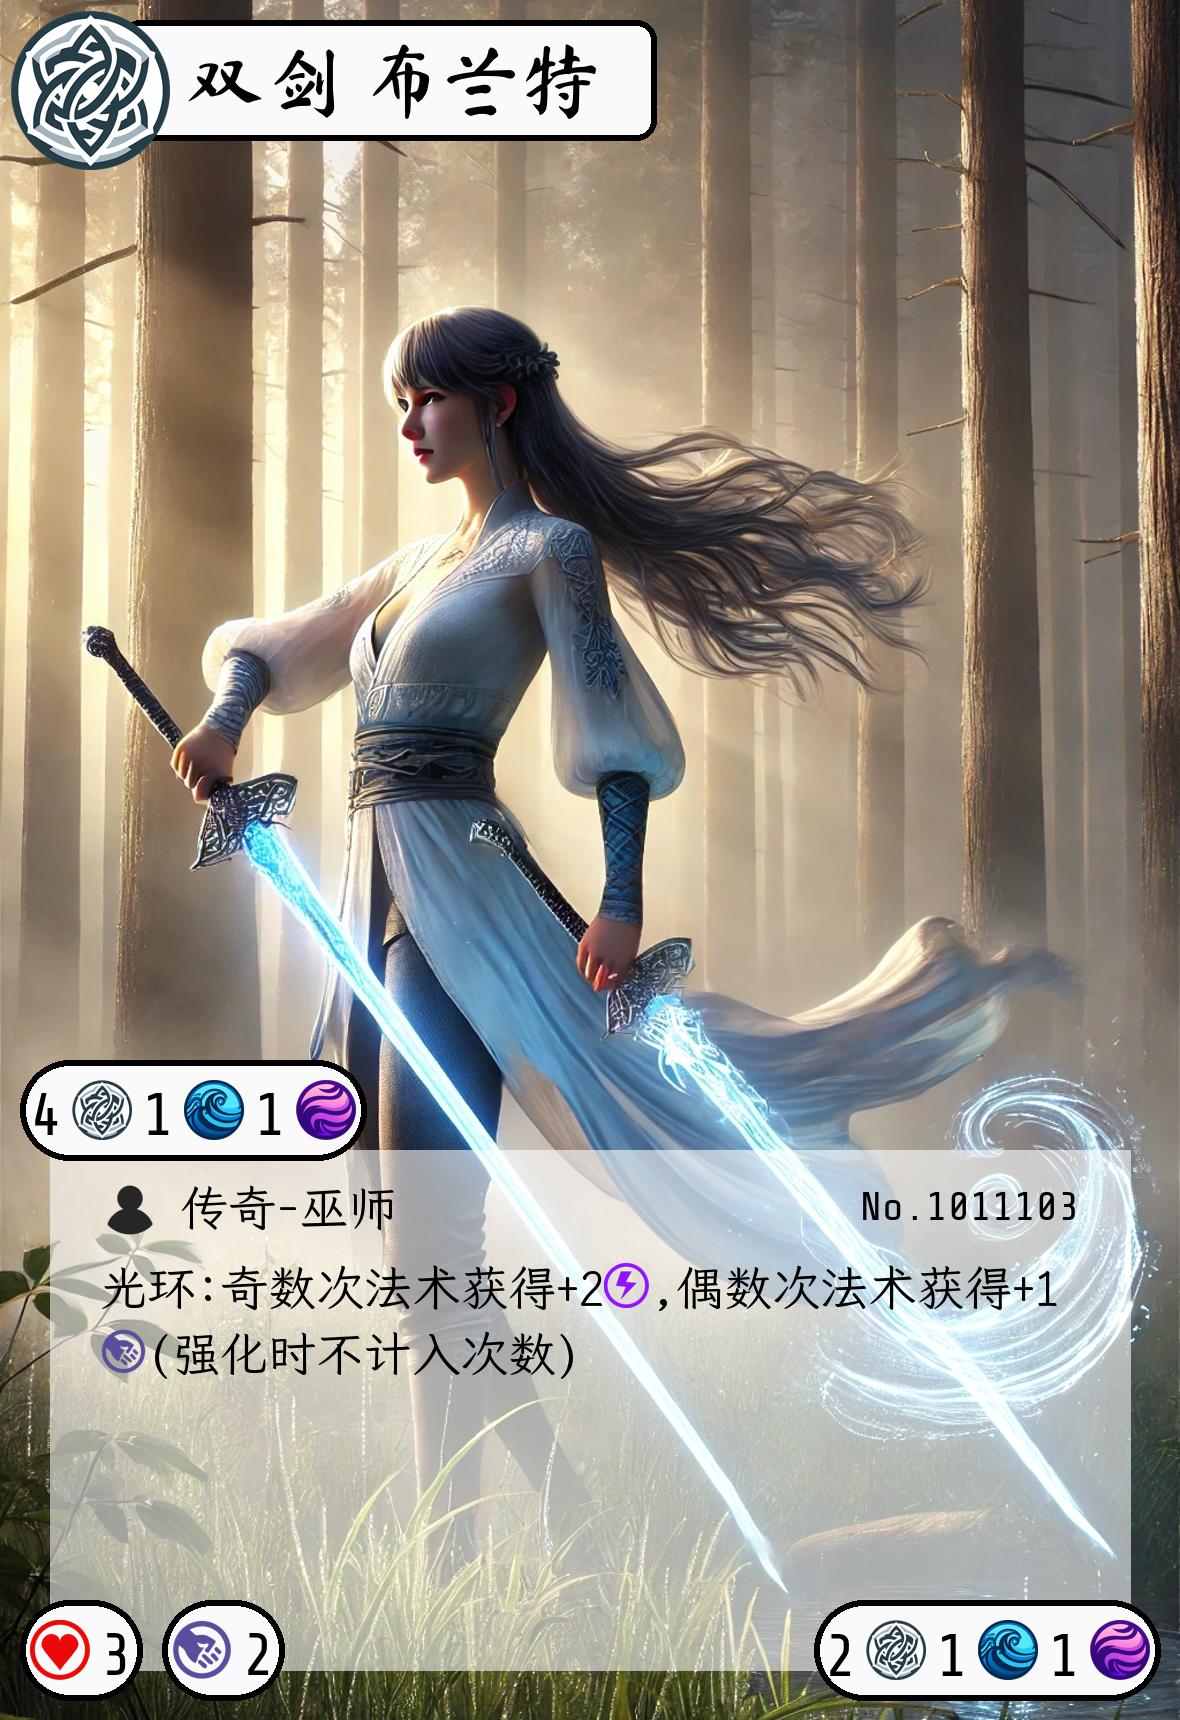 双剑 布兰特
4 1 1
传奇-巫师 No.1011103
光环:奇数次法术获得+2,偶数次法术获得+1
(强化时不计入次数)
3 2 2 1 1